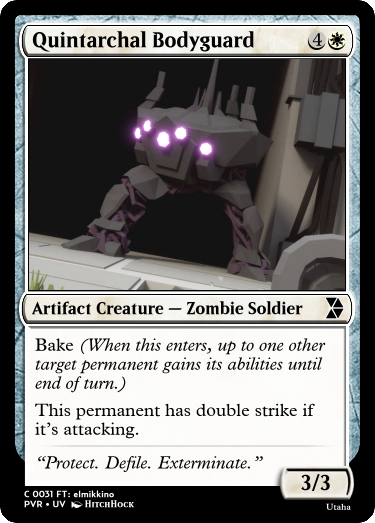 Quintarchal Bodyguard 4
Artifact Creature — Zombie Soldier
Bake (When this enters, up to one other
target permanent gains its abilities until
end of turn.)
This permanent has double strike if
it's attacking.
“Protect. Defile. Exterminate.”
3/3
C 0031 FT: elmikkino
PVR • UV HITCHHOCK
Utaha